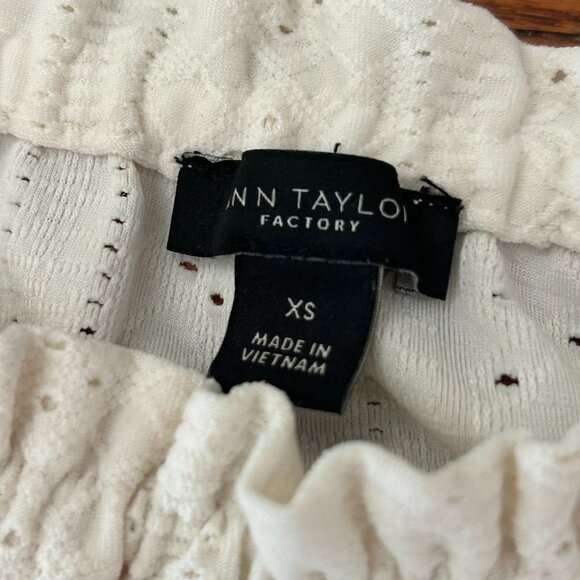 NN TAYLO
FACTORY
XS
MADE IN
VIETNAM